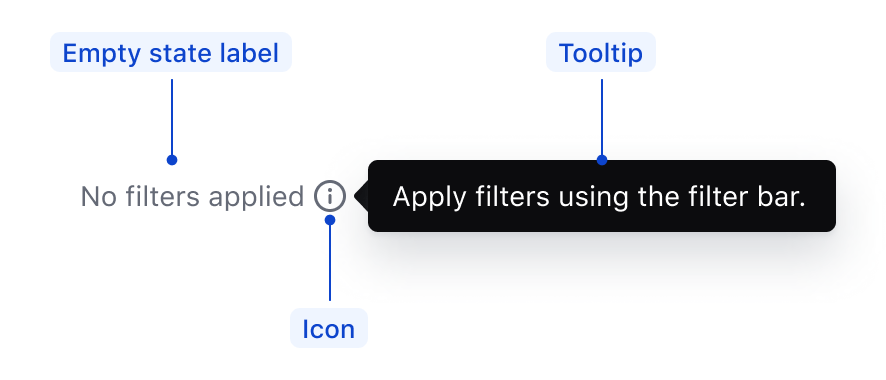 Empty state label
Tooltip
No filters applied
Apply filters using the filter bar.
Icon